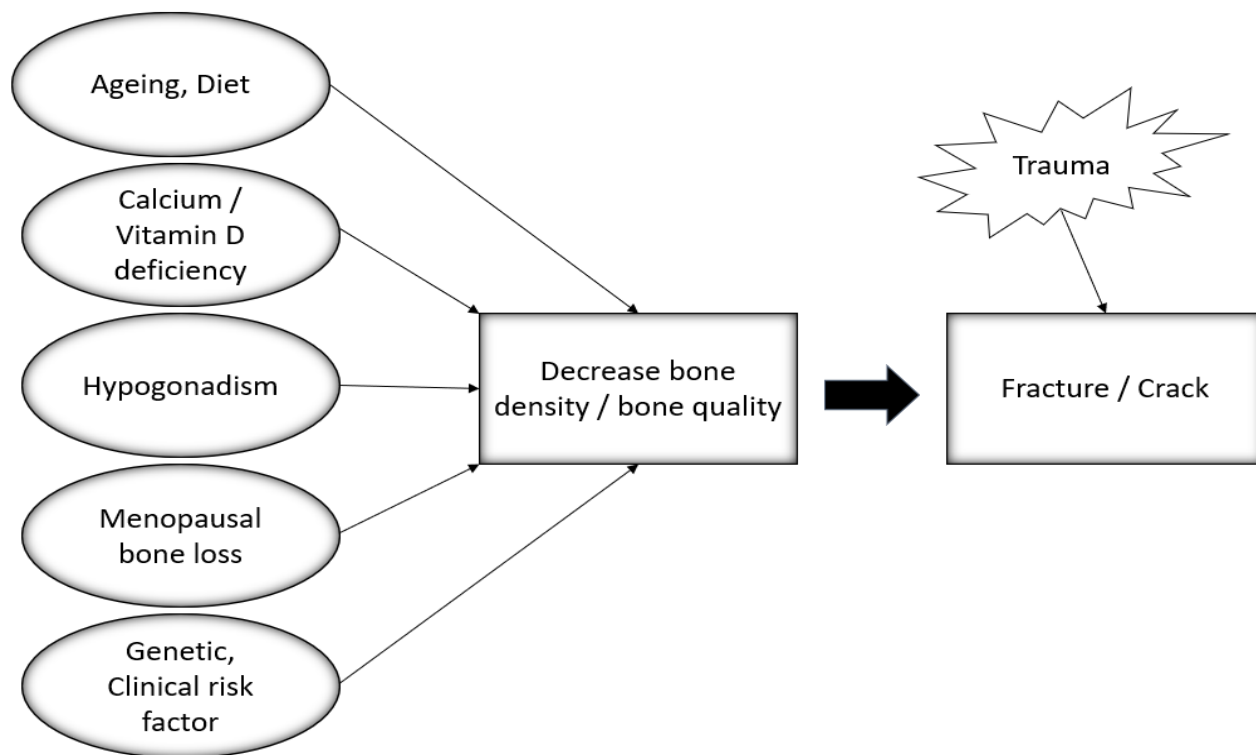 Ageing, Diet
Calcium /
Vitamin D
deficiency
Hypogonadism
Menopausal
bone loss
Genetic,
Clinical risk
factor
Decrease bone
density / bone quality
Trauma
Fracture / Crack